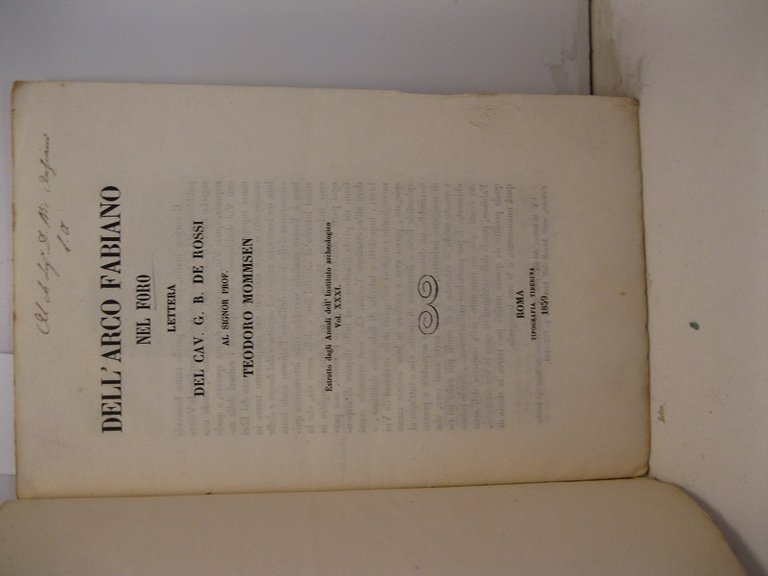 DELL' ARCO FABIANO
NEL FORO
LETTERA
DEL CAV. G. B. DE ROSSI
AL SIGNOR PROF.
TEODORO MOMMSEN
Estratto dagli Annali dell' Instituto archeologico
Vol. XXXI.
ROMA
TIPOGRAFIA TIBERINA
1859.